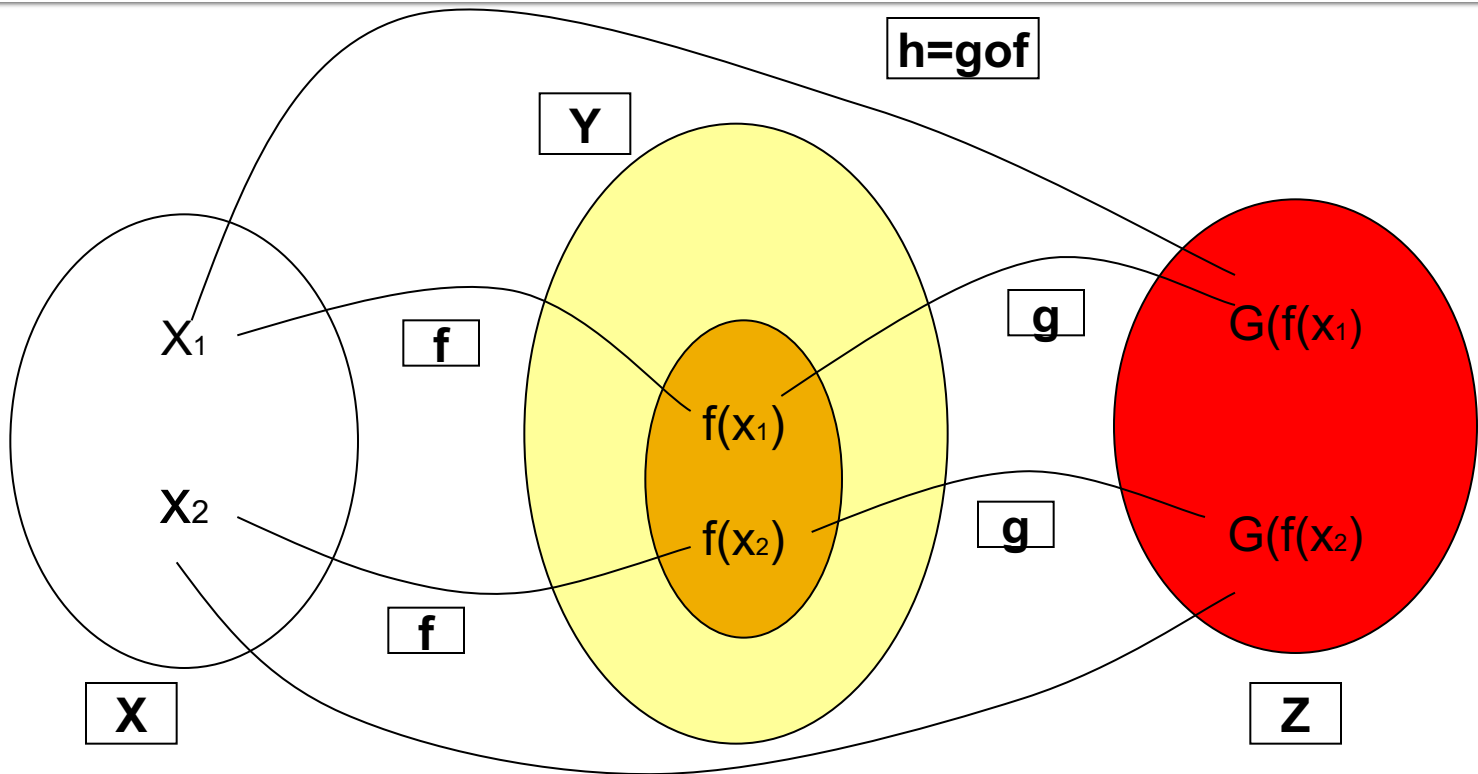 h=gof
Y
X₁
f
g
G(f(x₁)
f(x₁)
x₂
f(x₂)
g
G(f(x₂)
f
X
Z